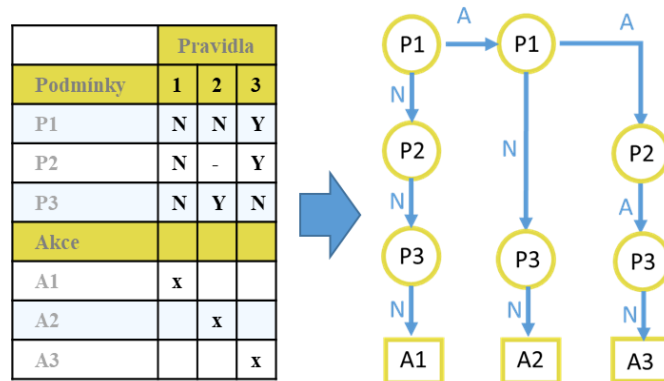 Pravidla
Podmínky 1 2 3
P1 N N Y
P2 N - Y
P3 N Y N
Akce
A1 x
A2 x
A3 x
A A
P1 P1
N
P2 N P2
N A
P3 P3 P3
N N N
A1 A2 A3